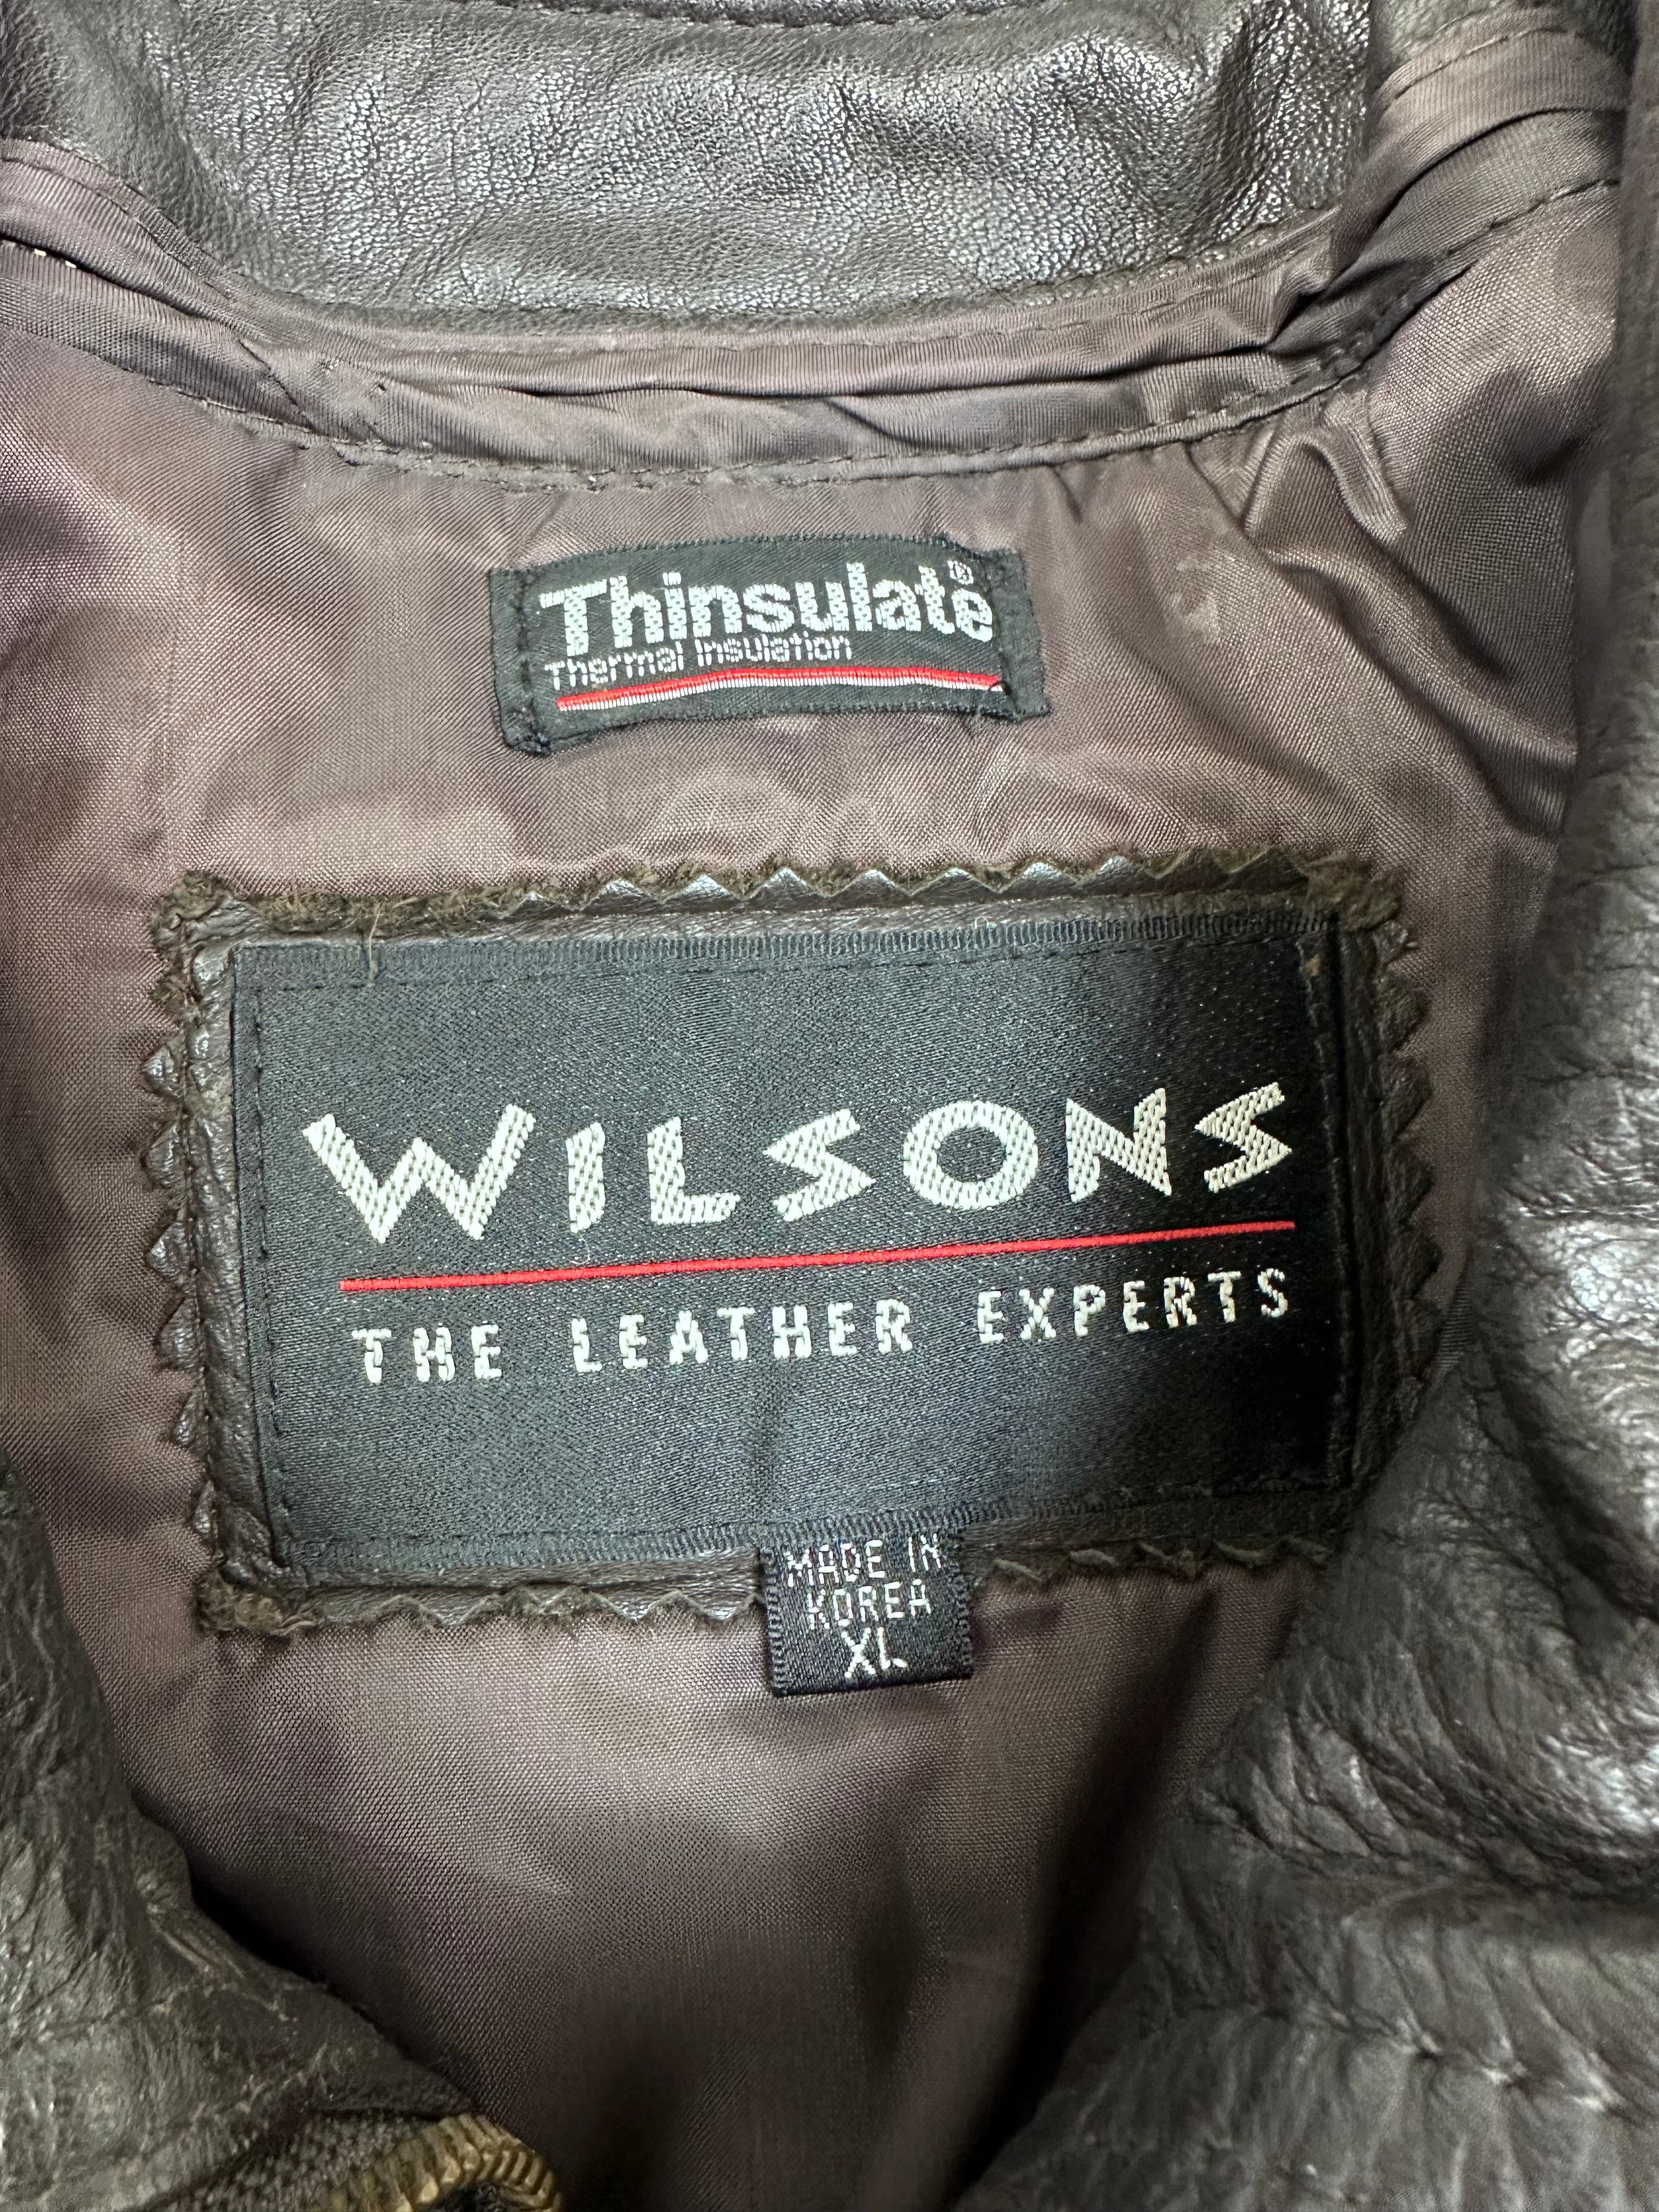 Thinsulate®
Thermal Insulation
WILSONS
THE LEATHER EXPERTS
MADE IN
KOREA
XL